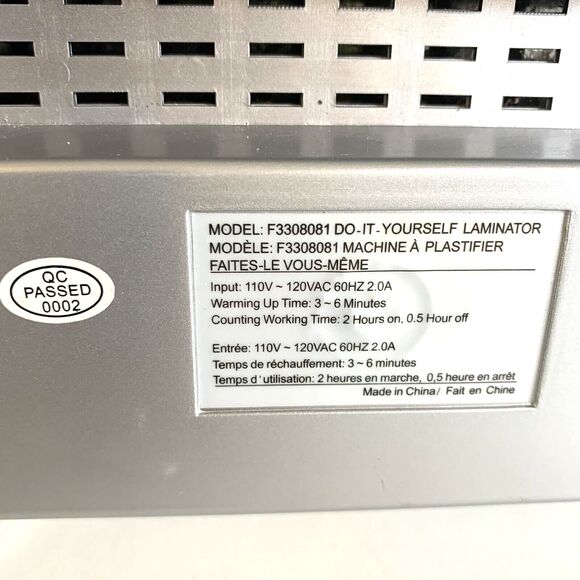 QC
PASSED
0002
MODEL: F3308081 DO-IT-YOURSELF LAMINATOR
MODÈLE: F3308081 MACHINE À PLASTIFIER
FAITES-LE VOUS-MÊME
Input: 110V ~ 120VAC 60HZ 2.0A
Warming Up Time: 3 ~ 6 Minutes
Counting Working Time: 2 Hours on, 0.5 Hour off
Entrée: 110V ~ 120VAC 60HZ 2.0A
Temps de réchauffement: 3 ~ 6 minutes
Temps d'utilisation: 2 heures en marche, 0,5 heure en arrêt
Made in China/ Fait en Chine